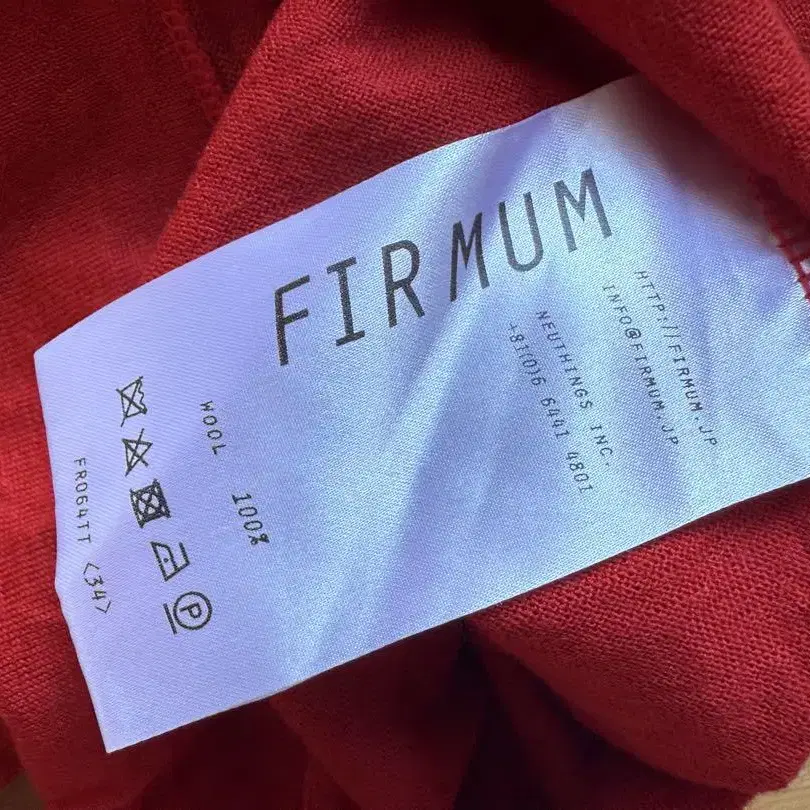 FIRMUM
HTTP://FIRMUM.JP
INFO@FIRMUM.JP
NEUTHINGS INC.
+81(0)6 6441 4801
WOOL 100%
P
FR064TT <34>